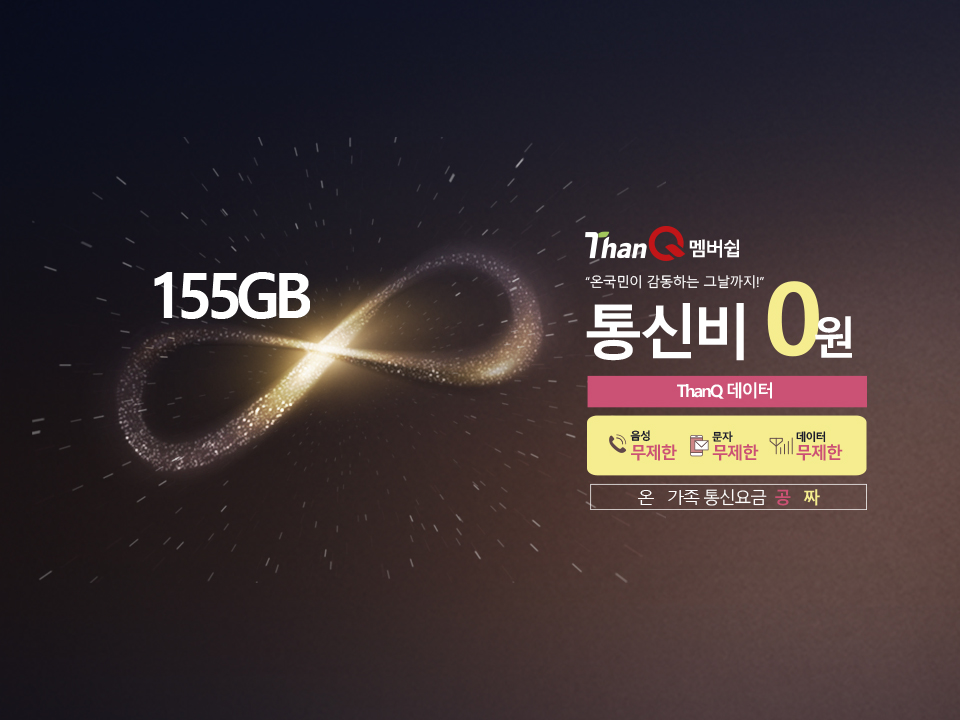 155GB
ThanQ 멤버쉽
“온국민이 감동하는 그날까지!”
통신비 0원
ThanQ 데이터
음성 무제한
문자 무제한
데이터 무제한
온 가족 통신요금 공 짜